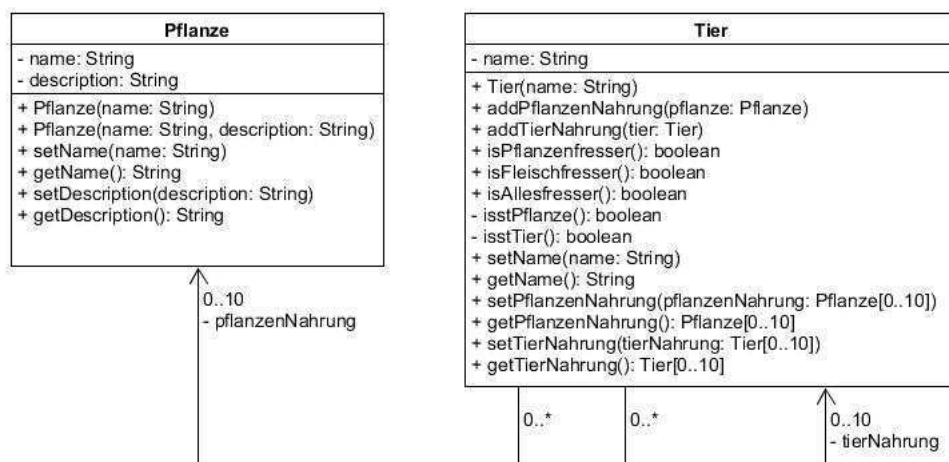 Pflanze
- name: String
- description: String
+ Pflanze(name: String)
+ Pflanze(name: String, description: String)
+ setName(name: String)
+ getName(): String
+ setDescription(description: String)
+ getDescription(): String
0..10
- pflanzenNahrung
Tier
- name: String
+ Tier(name: String)
+ addPflanzenNahrung(pflanze: Pflanze)
+ addTierNahrung(tier: Tier)
+ isPflanzenfresser(): boolean
+ isFleischfresser(): boolean
+ isAllesfresser(): boolean
- isstPflanze(): boolean
- isstTier(): boolean
+ setName(name: String)
+ getName(): String
+ setPflanzenNahrung(pflanzenNahrung: Pflanze[0..10])
+ getPflanzenNahrung(): Pflanze[0..10]
+ setTierNahrung(tierNahrung: Tier[0..10])
+ getTierNahrung(): Tier[0..10]
0..*
0..*
0..10
- tierNahrung